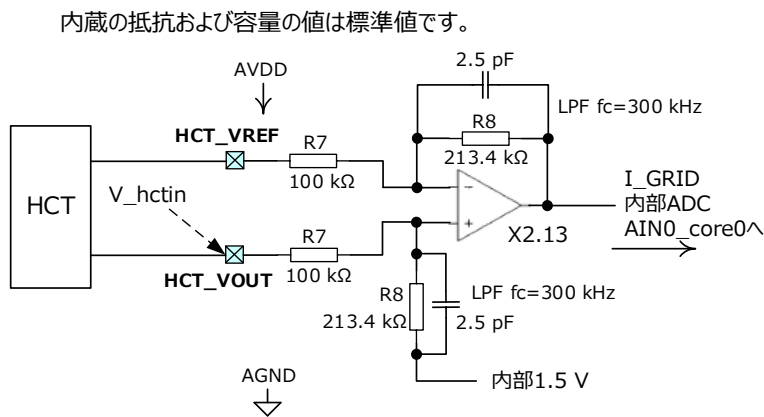 内蔵の抵抗および容量の値は標準値です。
2.5 pF
AVDD
LPF fc=300 kHz
HCT_VREF
R7
R8
100 kΩ
213.4 kΩ
HCT
V_hctin
I_GRID
内部ADC
AIN0_core0へ
X2.13
R7
HCT_VOUT
100 kΩ
R8
LPF fc=300 kHz
213.4 kΩ
2.5 pF
AGND
内部1.5 V